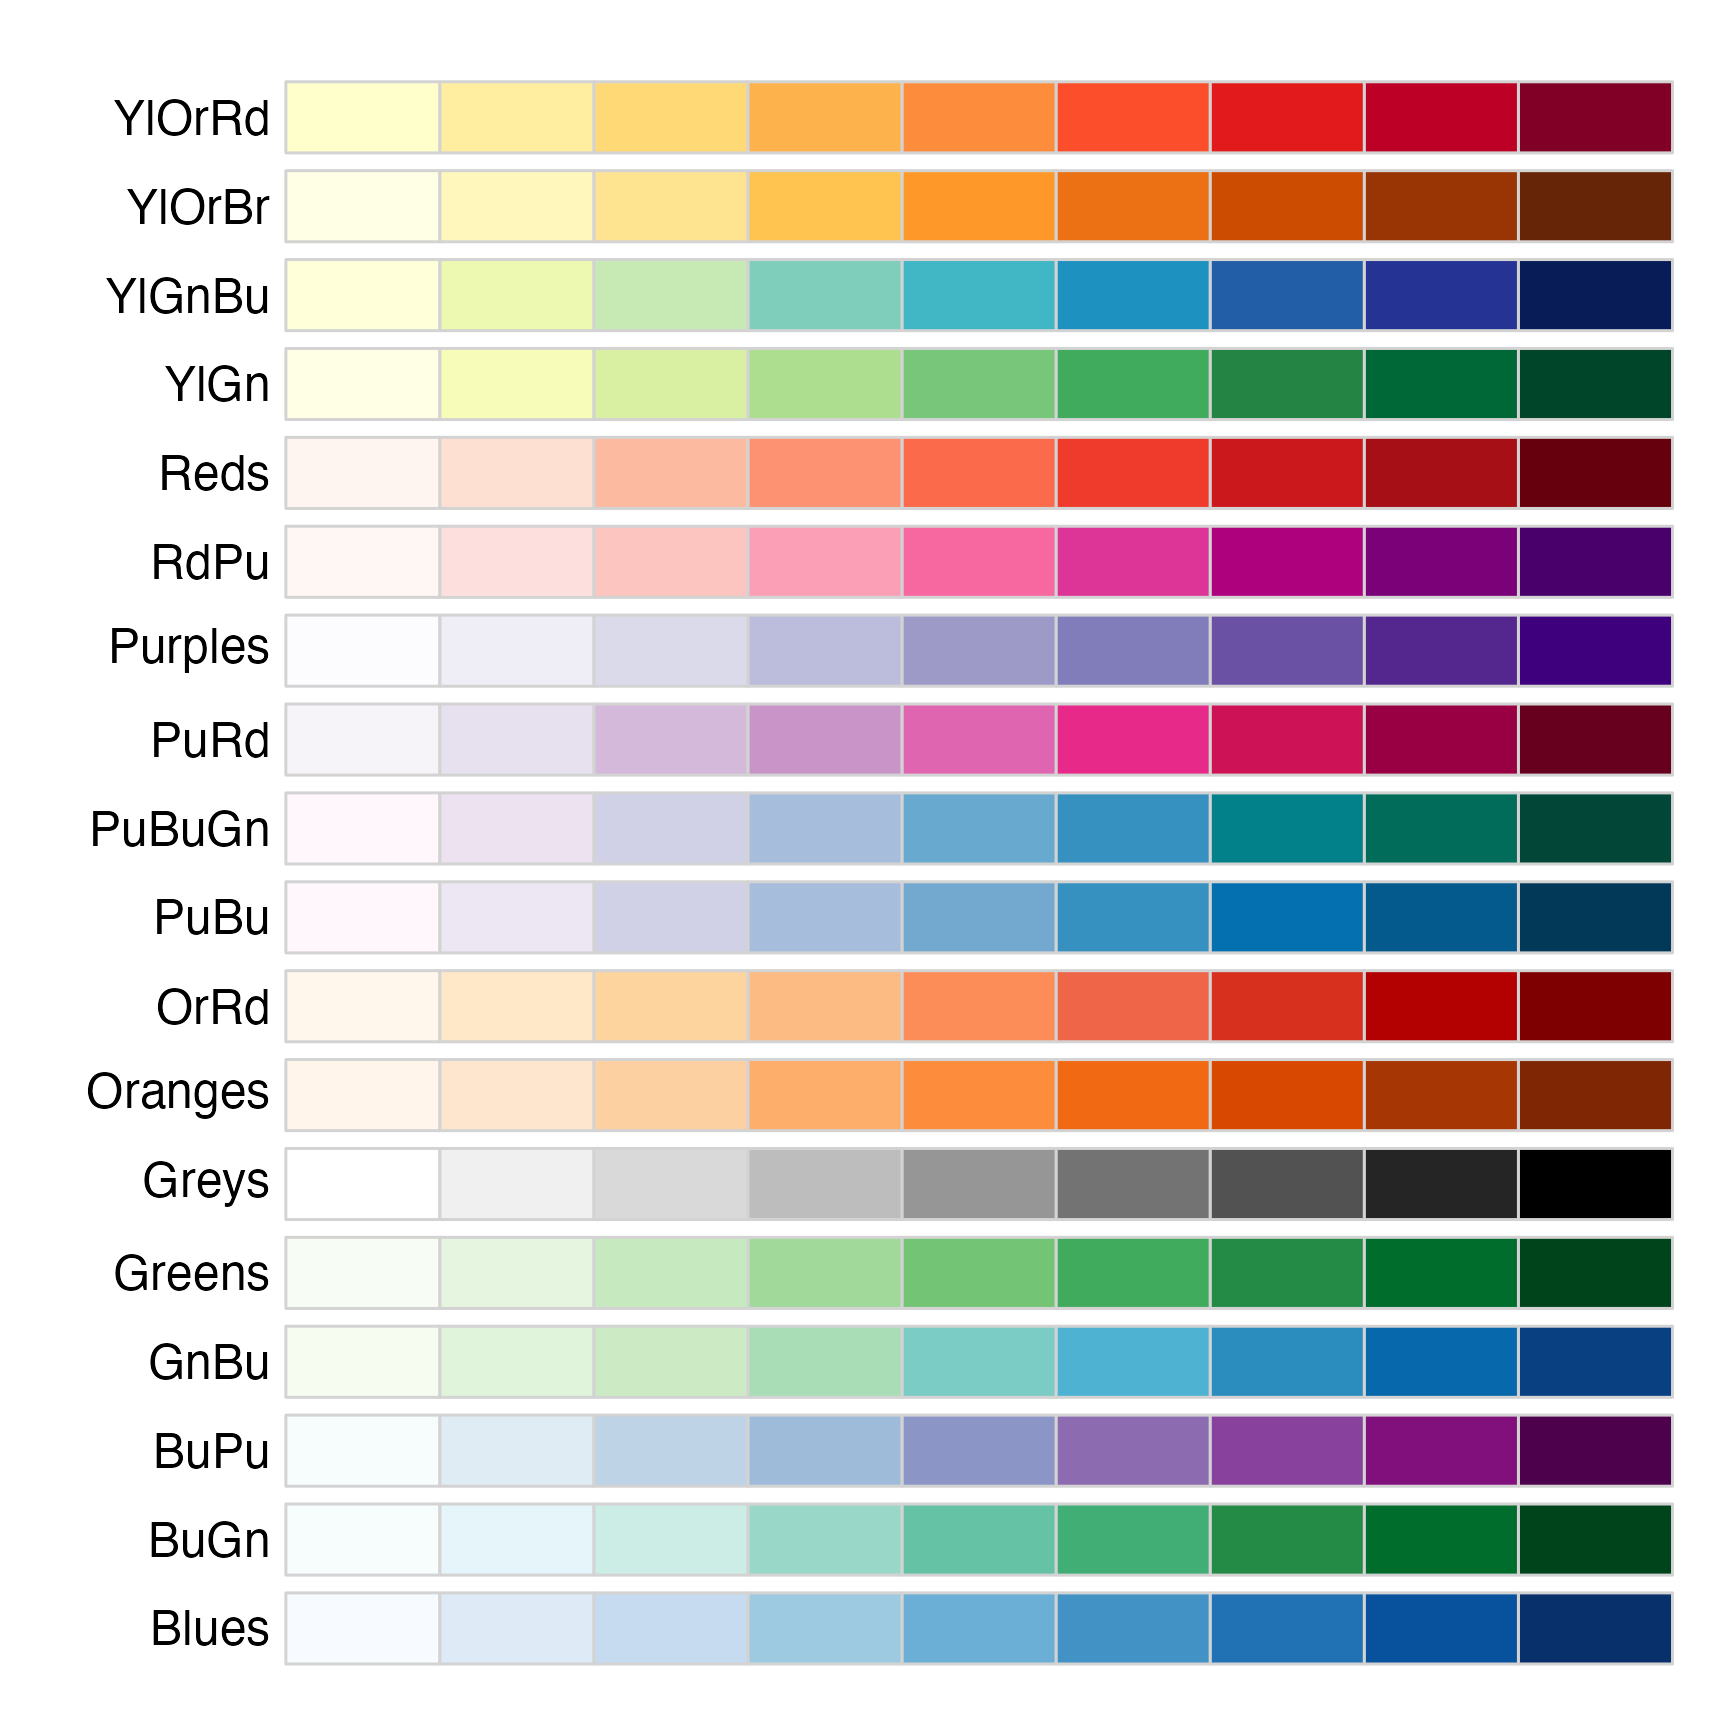 YlOrRd
YlOrBr
YlGnBu
YlGn
Reds
RdPu
Purples
PuRd
PuBuGn
PuBu
OrRd
Oranges
Greys
Greens
GnBu
BuPu
BuGn
Blues